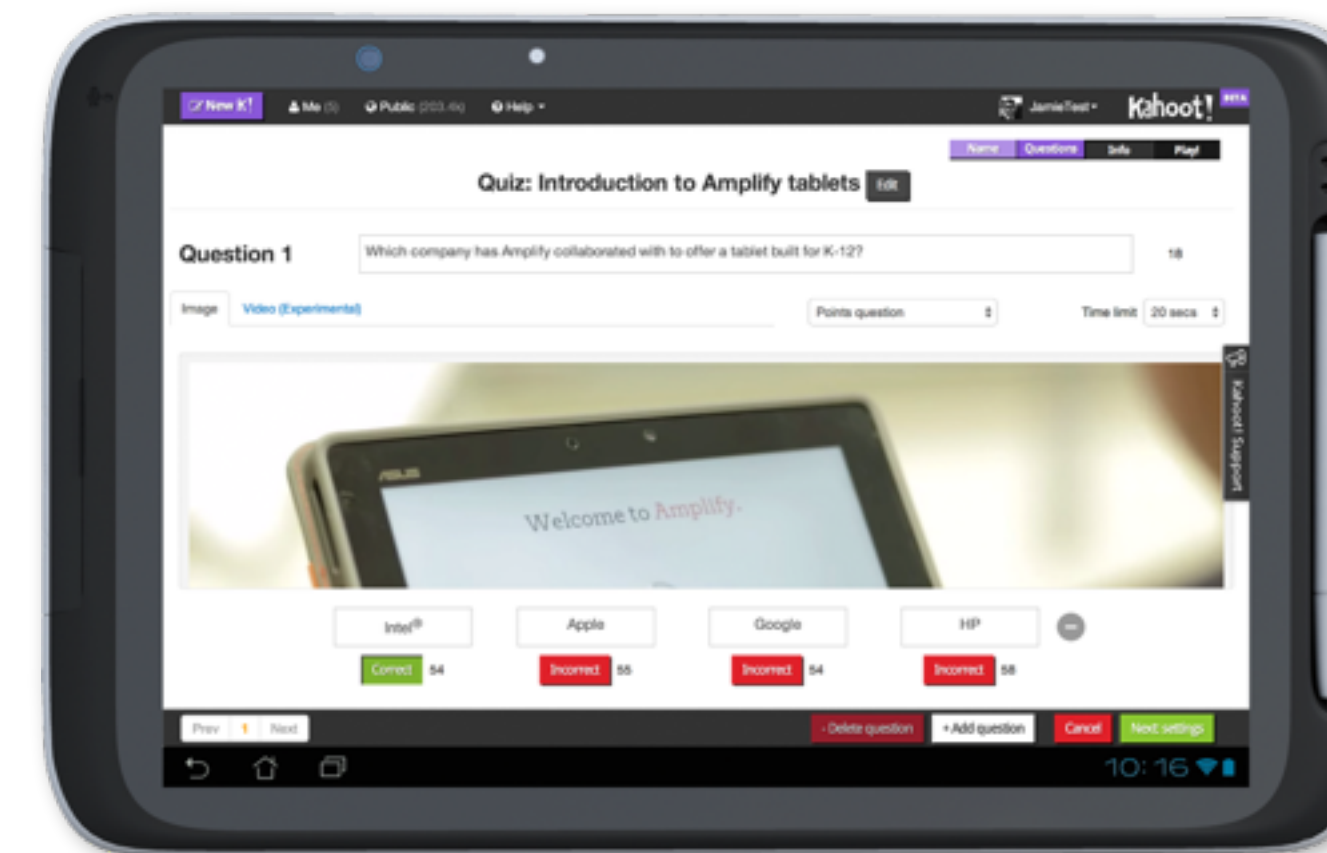 New K! Me (5) Public (203.4k) Help JamieTest Kahoot! BETA
Name Questions Info Play!
Quiz: Introduction to Amplify tablets Edit
Question 1 Which company has Amplify collaborated with to offer a tablet built for K-12? 18
Image Video (Experimental) Points question Time limit 20 secs
Kahoot! Support
ASUS
Welcome to Amplify.
Intel® Apple Google HP
Correct 54 Incorrect 55 Incorrect 54 Incorrect 58
Prev 1 Next - Delete question + Add question Cancel Next: settings
10:16